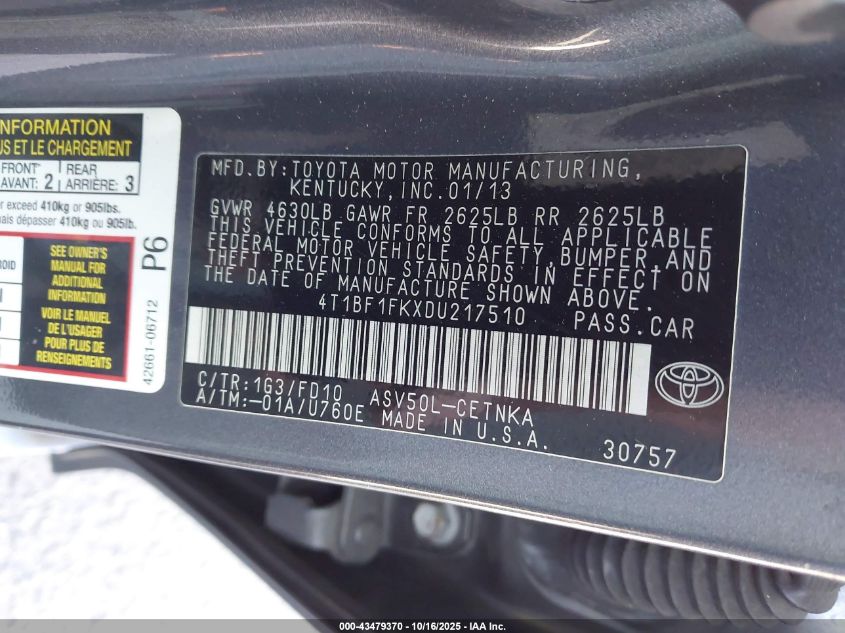 INFORMATION
US ET LE CHARGEMENT
FRONT
AVANT: 2
REAR
ARRIÈRE: 3
exceed 410kg or 905lbs.
mais dépasser 410kg ou 905lb.
SEE OWNER'S
MANUAL FOR
ADDITIONAL
INFORMATION
VOIR LE MANUEL
DE L'USAGER
POUR PLUS DE
RENSEIGNEMENTS
P6
42661-06712
MFD.BY:TOYOTA MOTOR MANUFACTURING,
KENTUCKY,INC.01/13
GVWR 4630LB GAWR FR 2625LB RR 2625LB
THIS VEHICLE CONFORMS TO ALL APPLICABLE
FEDERAL MOTOR VEHICLE SAFETY,BUMPER,AND
THEFT PREVENTION STANDARDS IN EFFECT ON
THE DATE OF MANUFACTURE SHOWN ABOVE.
4T1BF1FKXDU217510 PASS.CAR
C/TR:1G3/FD10 ASV50L-CETNKA
A/TM:-01A/U760E MADE IN U.S.A.
30757
000-43479370 - 10/16/2025 - IAA Inc.